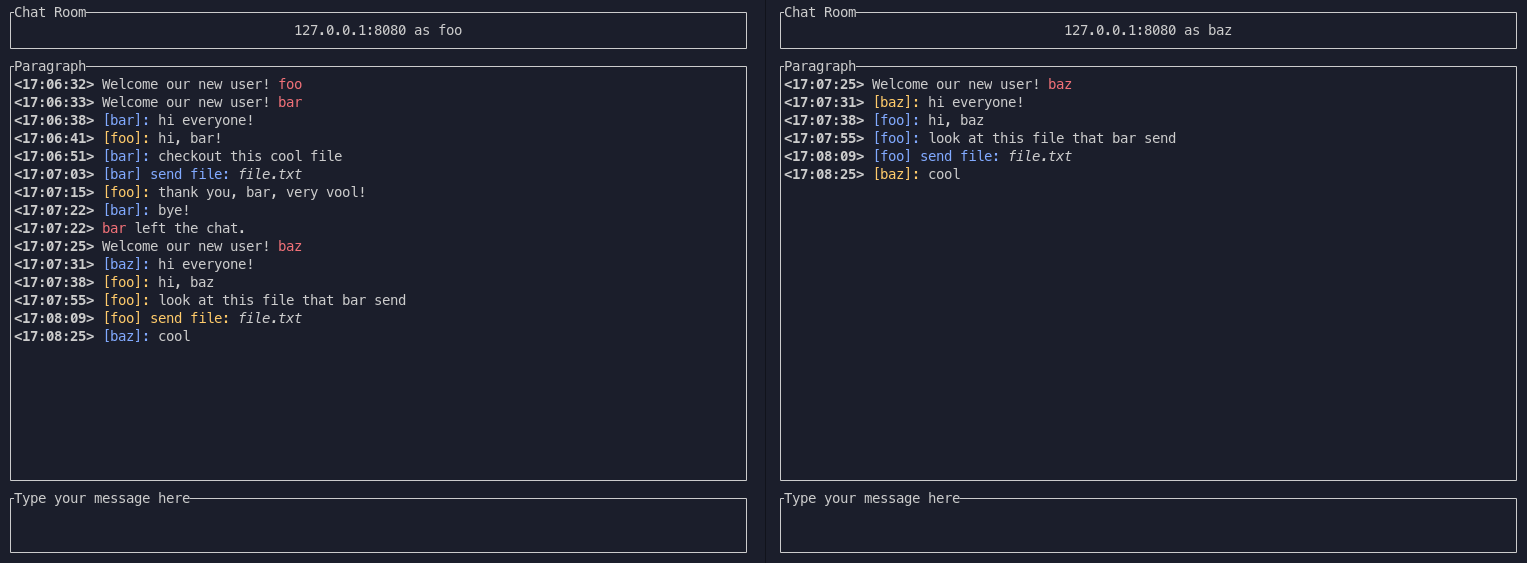 Chat Room
127.0.0.1:8080 as foo
Paragraph
<17:06:32> Welcome our new user! foo
<17:06:33> Welcome our new user! bar
<17:06:38> [bar]: hi everyone!
<17:06:41> [foo]: hi, bar!
<17:06:51> [bar]: checkout this cool file
<17:07:03> [bar] send file: file.txt
<17:07:15> [foo]: thank you, bar, very vool!
<17:07:22> [bar]: bye!
<17:07:22> bar left the chat.
<17:07:25> Welcome our new user! baz
<17:07:31> [baz]: hi everyone!
<17:07:38> [foo]: hi, baz
<17:07:55> [foo]: look at this file that bar send
<17:08:09> [foo] send file: file.txt
<17:08:25> [baz]: cool
Type your message here
Chat Room
127.0.0.1:8080 as baz
Paragraph
<17:07:25> Welcome our new user! baz
<17:07:31> [baz]: hi everyone!
<17:07:38> [foo]: hi, baz
<17:07:55> [foo]: look at this file that bar send
<17:08:09> [foo] send file: file.txt
<17:08:25> [baz]: cool
Type your message here